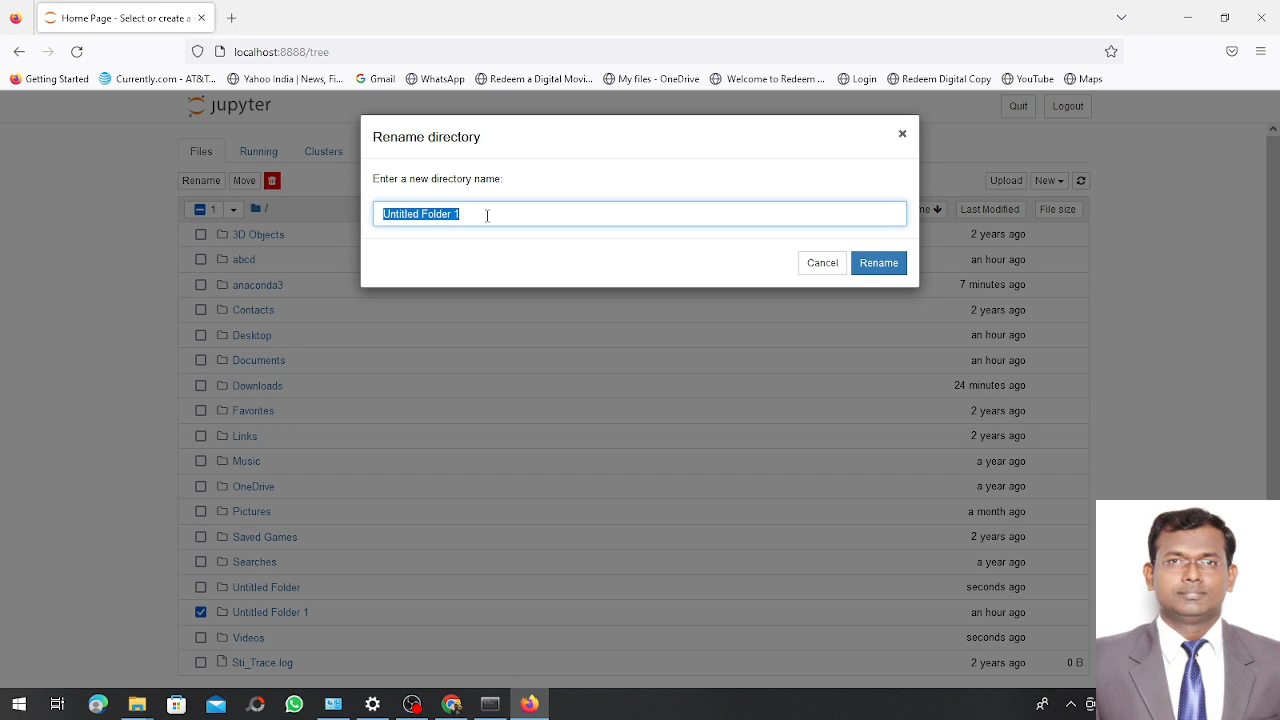 Home Page - Select or create a
localhost:8888/tree
Getting Started
Currently.com - AT&T...
Yahoo India | News, Fi...
Gmail
WhatsApp
Redeem a Digital Movi...
My files - OneDrive
Welcome to Redeem ...
Login
Redeem Digital Copy
YouTube
Maps
jupyter
Quit
Logout
Rename directory
Files
Running
Clusters
Enter a new directory name:
Rename
Move
Upload
New
Untitled Folder 1
1
/
Last Modified
File size
Cancel
Rename
3D Objects
2 years ago
abcd
an hour ago
anaconda3
7 minutes ago
Contacts
2 years ago
Desktop
an hour ago
Documents
an hour ago
Downloads
24 minutes ago
Favorites
2 years ago
Links
2 years ago
Music
a year ago
OneDrive
a year ago
Pictures
a month ago
Saved Games
2 years ago
Searches
a year ago
Untitled Folder
seconds ago
Untitled Folder 1
an hour ago
Videos
seconds ago
Sti_Trace.log
2 years ago
0 B